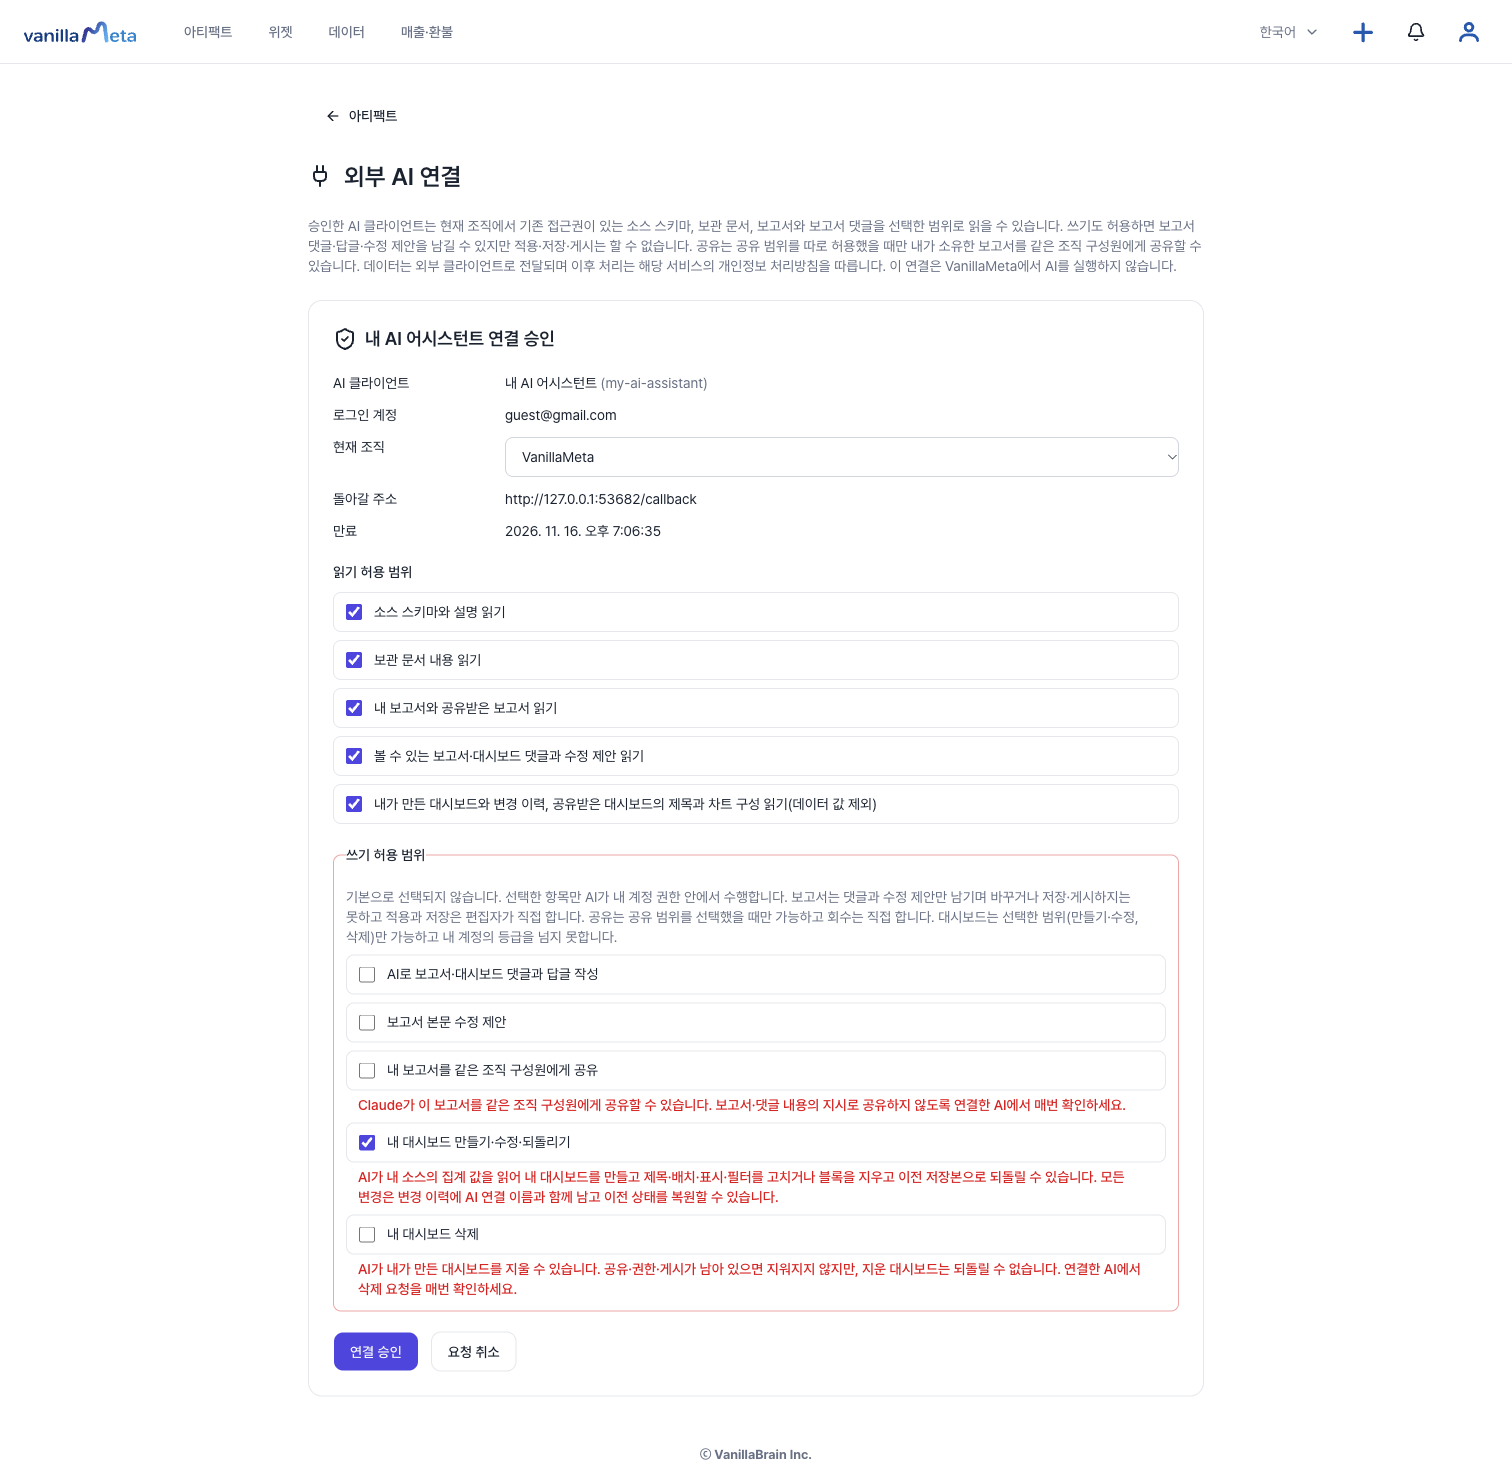 vanillaMeta
아티팩트
위젯
데이터
매출·환불
한국어
아티팩트
외부 AI 연결
승인한 AI 클라이언트는 현재 조직에서 기존 접근권이 있는 소스 스키마, 보관 문서, 보고서와 보고서 댓글을 선택한 범위로 읽을 수 있습니다. 쓰기도 허용하면 보고서
댓글·답글·수정 제안을 남길 수 있지만 적용·저장·게시는 할 수 없습니다. 공유는 공유 범위를 따로 허용했을 때만 내가 소유한 보고서를 같은 조직 구성원에게 공유할 수
있습니다. 데이터는 외부 클라이언트로 전달되며 이후 처리는 해당 서비스의 개인정보 처리방침을 따릅니다. 이 연결은 VanillaMeta에서 AI를 실행하지 않습니다.
내 AI 어시스턴트 연결 승인
AI 클라이언트
내 AI 어시스턴트 (my-ai-assistant)
로그인 계정
guest@gmail.com
현재 조직
VanillaMeta
돌아갈 주소
http://127.0.0.1:53682/callback
만료
2026. 11. 16. 오후 7:06:35
읽기 허용 범위
소스 스키마와 설명 읽기
보관 문서 내용 읽기
내 보고서와 공유받은 보고서 읽기
볼 수 있는 보고서·대시보드 댓글과 수정 제안 읽기
내가 만든 대시보드와 변경 이력, 공유받은 대시보드의 제목과 차트 구성 읽기(데이터 값 제외)
쓰기 허용 범위
기본으로 선택되지 않습니다. 선택한 항목만 AI가 내 계정 권한 안에서 수행합니다. 보고서는 댓글과 수정 제안만 남기며 바꾸거나 저장·게시하지는
못하고 적용과 저장은 편집자가 직접 합니다. 공유는 공유 범위를 선택했을 때만 가능하고 회수는 직접 합니다. 대시보드는 선택한 범위(만들기·수정,
삭제)만 가능하고 내 계정의 등급을 넘지 못합니다.
AI로 보고서·대시보드 댓글과 답글 작성
보고서 본문 수정 제안
내 보고서를 같은 조직 구성원에게 공유
Claude가 이 보고서를 같은 조직 구성원에게 공유할 수 있습니다. 보고서·댓글 내용의 지시로 공유하지 않도록 연결한 AI에서 매번 확인하세요.
내 대시보드 만들기·수정·되돌리기
AI가 내 소스의 집계 값을 읽어 내 대시보드를 만들고 제목·배치·표시·필터를 고치거나 블록을 지우고 이전 저장본으로 되돌릴 수 있습니다. 모든
변경은 변경 이력에 AI 연결 이름과 함께 남고 이전 상태를 복원할 수 있습니다.
내 대시보드 삭제
AI가 내가 만든 대시보드를 지울 수 있습니다. 공유·권한·게시가 남아 있으면 지워지지 않지만, 지운 대시보드는 되돌릴 수 없습니다. 연결한 AI에서
삭제 요청을 매번 확인하세요.
연결 승인
요청 취소
© VanillaBrain Inc.